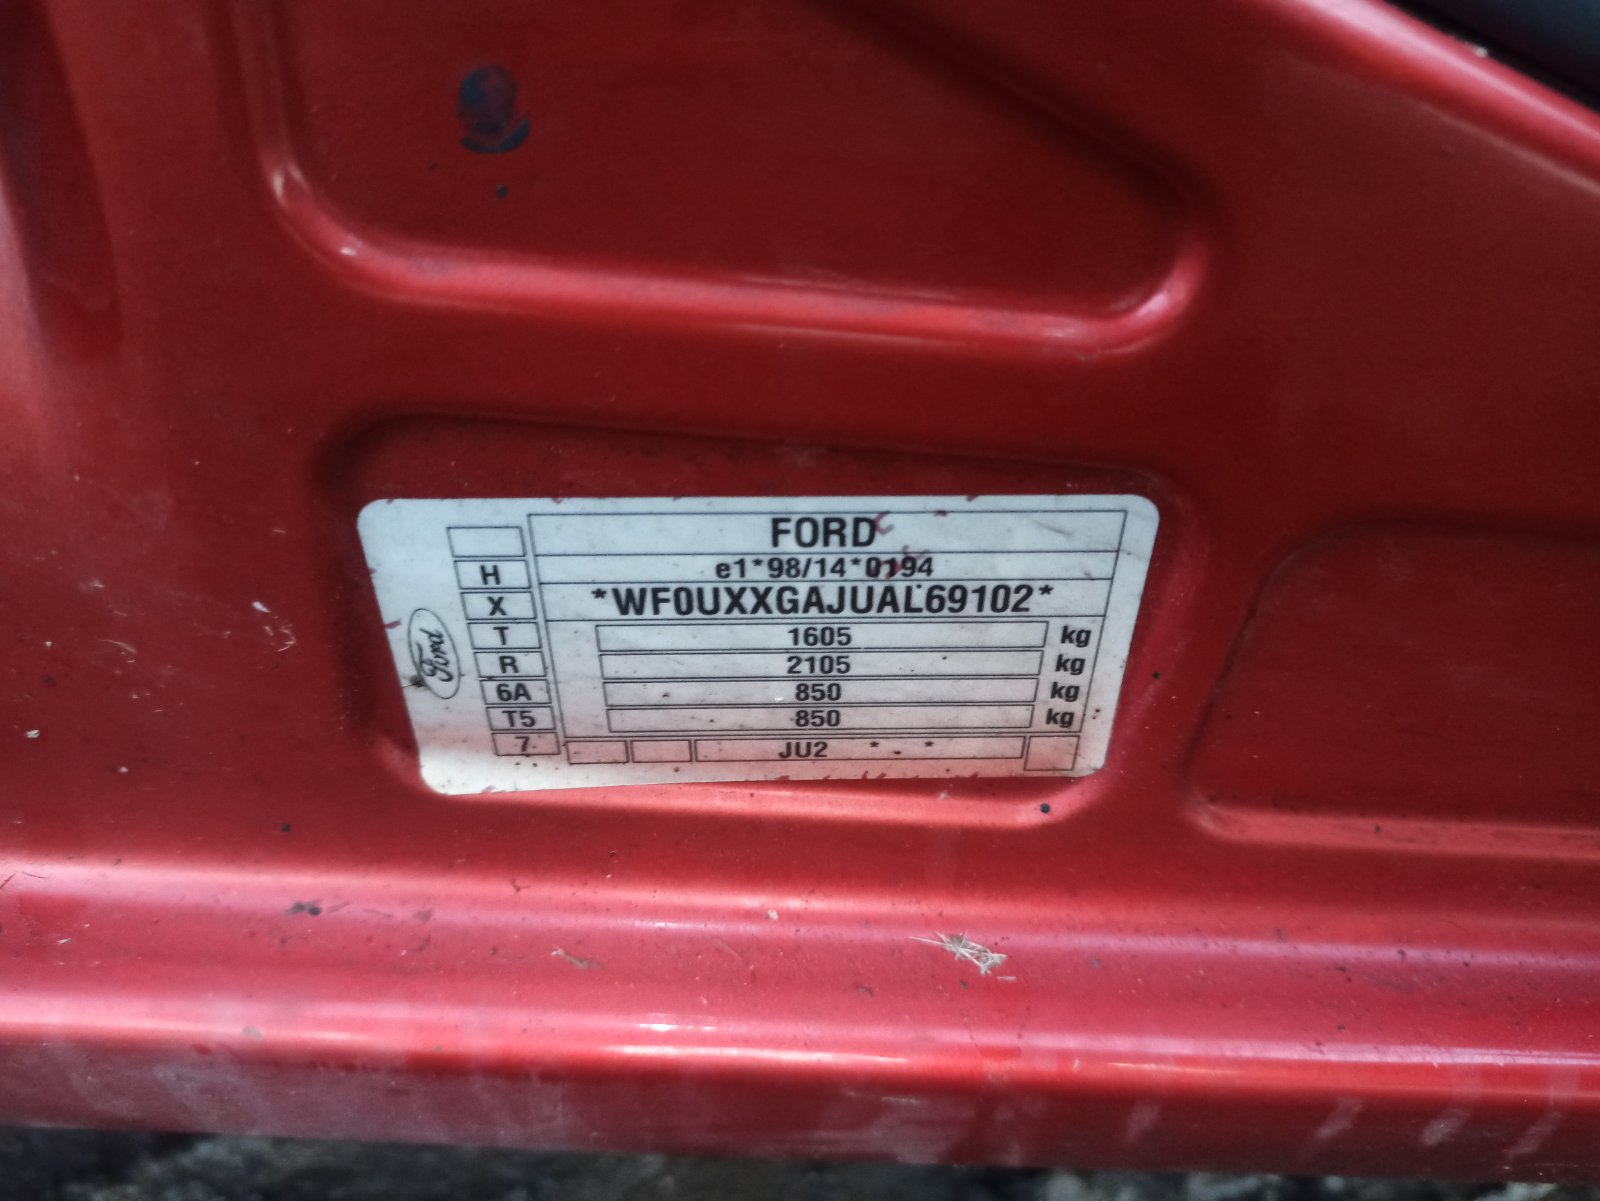 FORD
e1*98/14*0194
H
*WF0UXXGAJUAL69102*
X
T 1605 kg
R 2105 kg
6A 850 kg
T5 850 kg
7 JU2 * - *
Ford